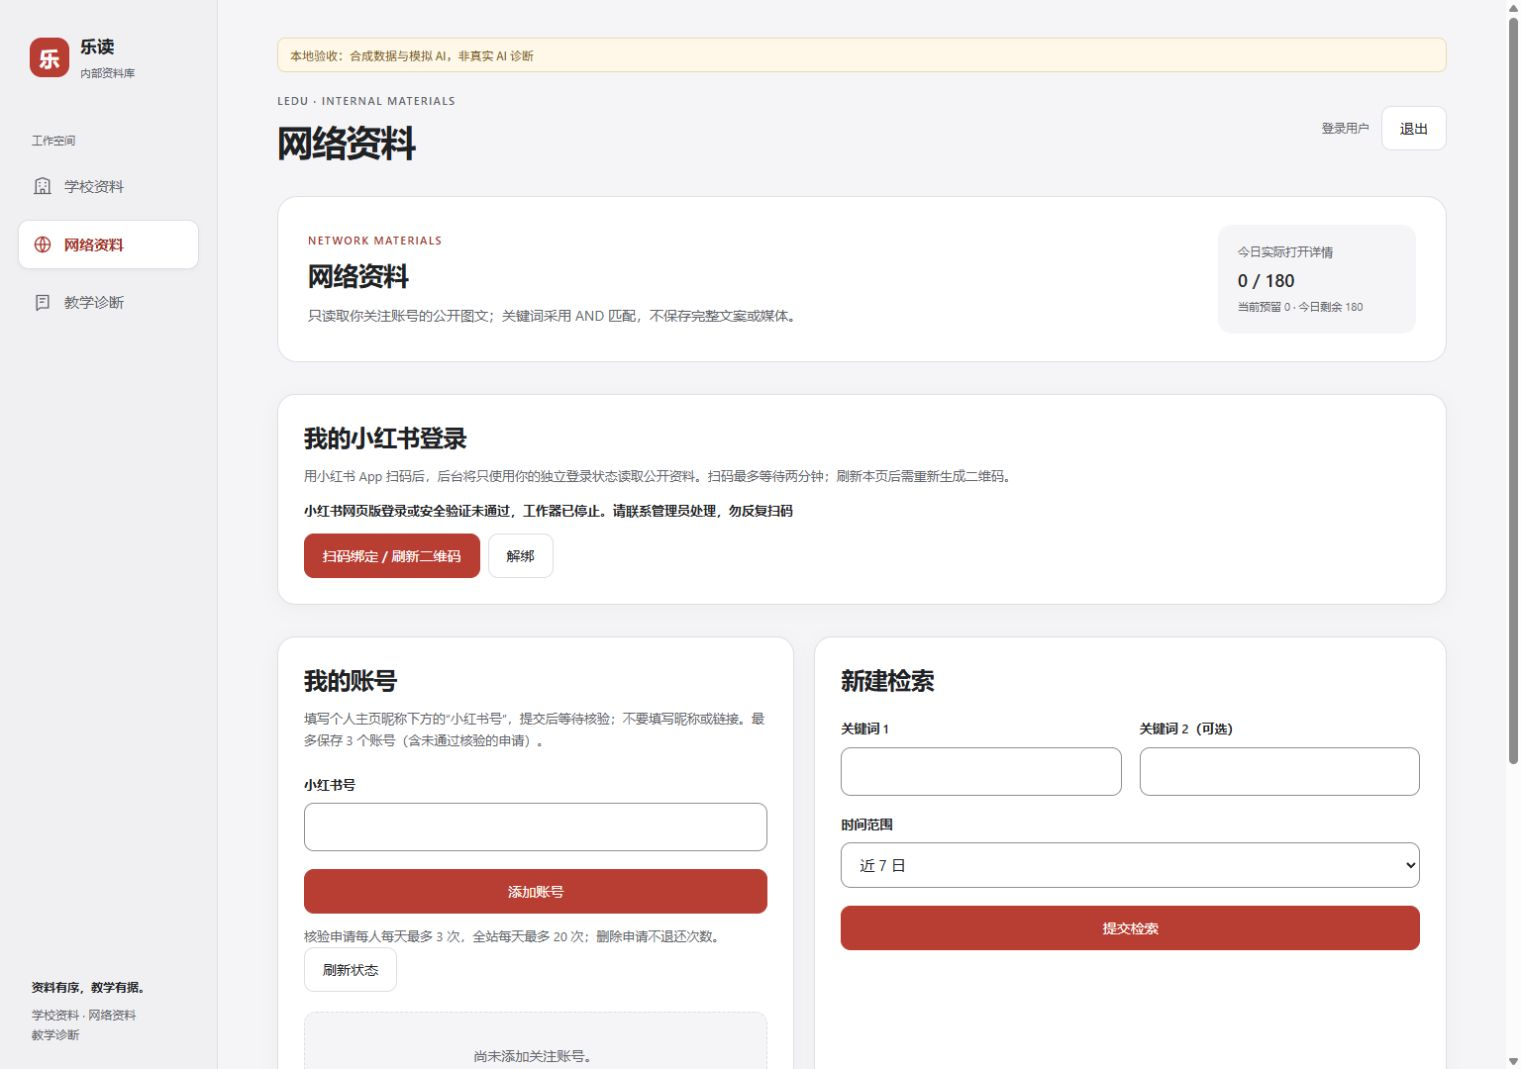 乐
乐读
内部资料库
工作空间
学校资料
网络资料
教学诊断
资料有序，教学有据。
学校资料 · 网络资料
教学诊断
本地验收：合成数据与模拟 AI，非真实 AI 诊断
LEDU · INTERNAL MATERIALS
网络资料
登录用户
退出
NETWORK MATERIALS
网络资料
只读取你关注账号的公开图文；关键词采用 AND 匹配，不保存完整文案或媒体。
今日实际打开详情
0 / 180
当前预留 0 · 今日剩余 180
我的小红书登录
用小红书 App 扫码后，后台将只使用你的独立登录状态读取公开资料。扫码最多等待两分钟；刷新本页后需重新生成二维码。
小红书网页版登录或安全验证未通过，工作器已停止。请联系管理员处理，勿反复扫码
扫码绑定 / 刷新二维码
解绑
我的账号
填写个人主页昵称下方的“小红书号”，提交后等待核验；不要填写昵称或链接。最
多保存 3 个账号（含未通过核验的申请）。
小红书号
添加账号
核验申请每人每天最多 3 次，全站每天最多 20 次；删除申请不退还次数。
刷新状态
尚未添加关注账号。
新建检索
关键词 1
关键词 2（可选）
时间范围
近 7 日
提交检索